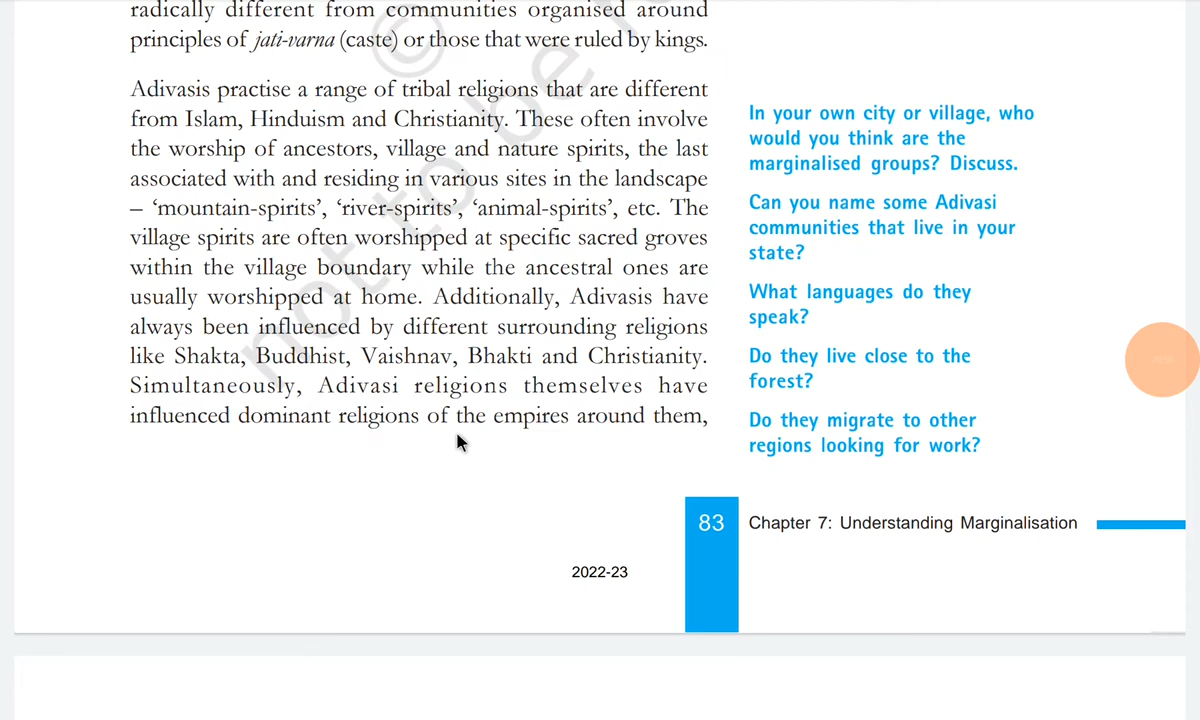 radically different from communities organised around
principles of jati-varna (caste) or those that were ruled by kings.
Adivasis practise a range of tribal religions that are different
from Islam, Hinduism and Christianity. These often involve
the worship of ancestors, village and nature spirits, the last
associated with and residing in various sites in the landscape
– ‘mountain-spirits’, ‘river-spirits’, ‘animal-spirits’, etc. The
village spirits are often worshipped at specific sacred groves
within the village boundary while the ancestral ones are
usually worshipped at home. Additionally, Adivasis have
always been influenced by different surrounding religions
like Shakta, Buddhist, Vaishnav, Bhakti and Christianity.
Simultaneously, Adivasi religions themselves have
influenced dominant religions of the empires around them,
In your own city or village, who
would you think are the
marginalised groups? Discuss.
Can you name some Adivasi
communities that live in your
state?
What languages do they
speak?
Do they live close to the
forest?
Do they migrate to other
regions looking for work?
83
Chapter 7: Understanding Marginalisation
2022-23
©
not to be